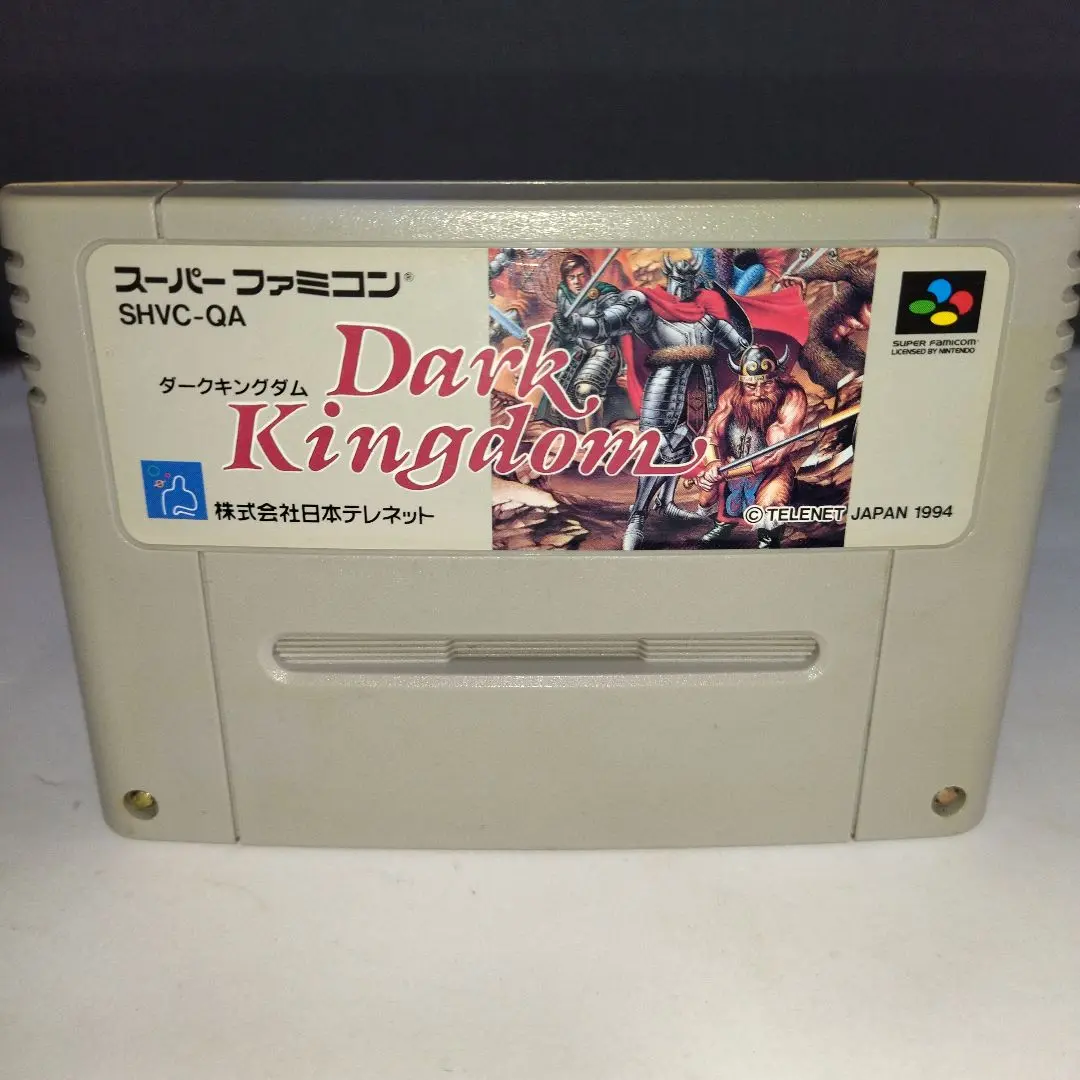 スーパーファミコン®
SHVC-QA
ダークキングダム
Dark
Kingdom
株式会社日本テレネット
SUPER FAMICOM
LICENSED BY NINTENDO
© TELENET JAPAN 1994